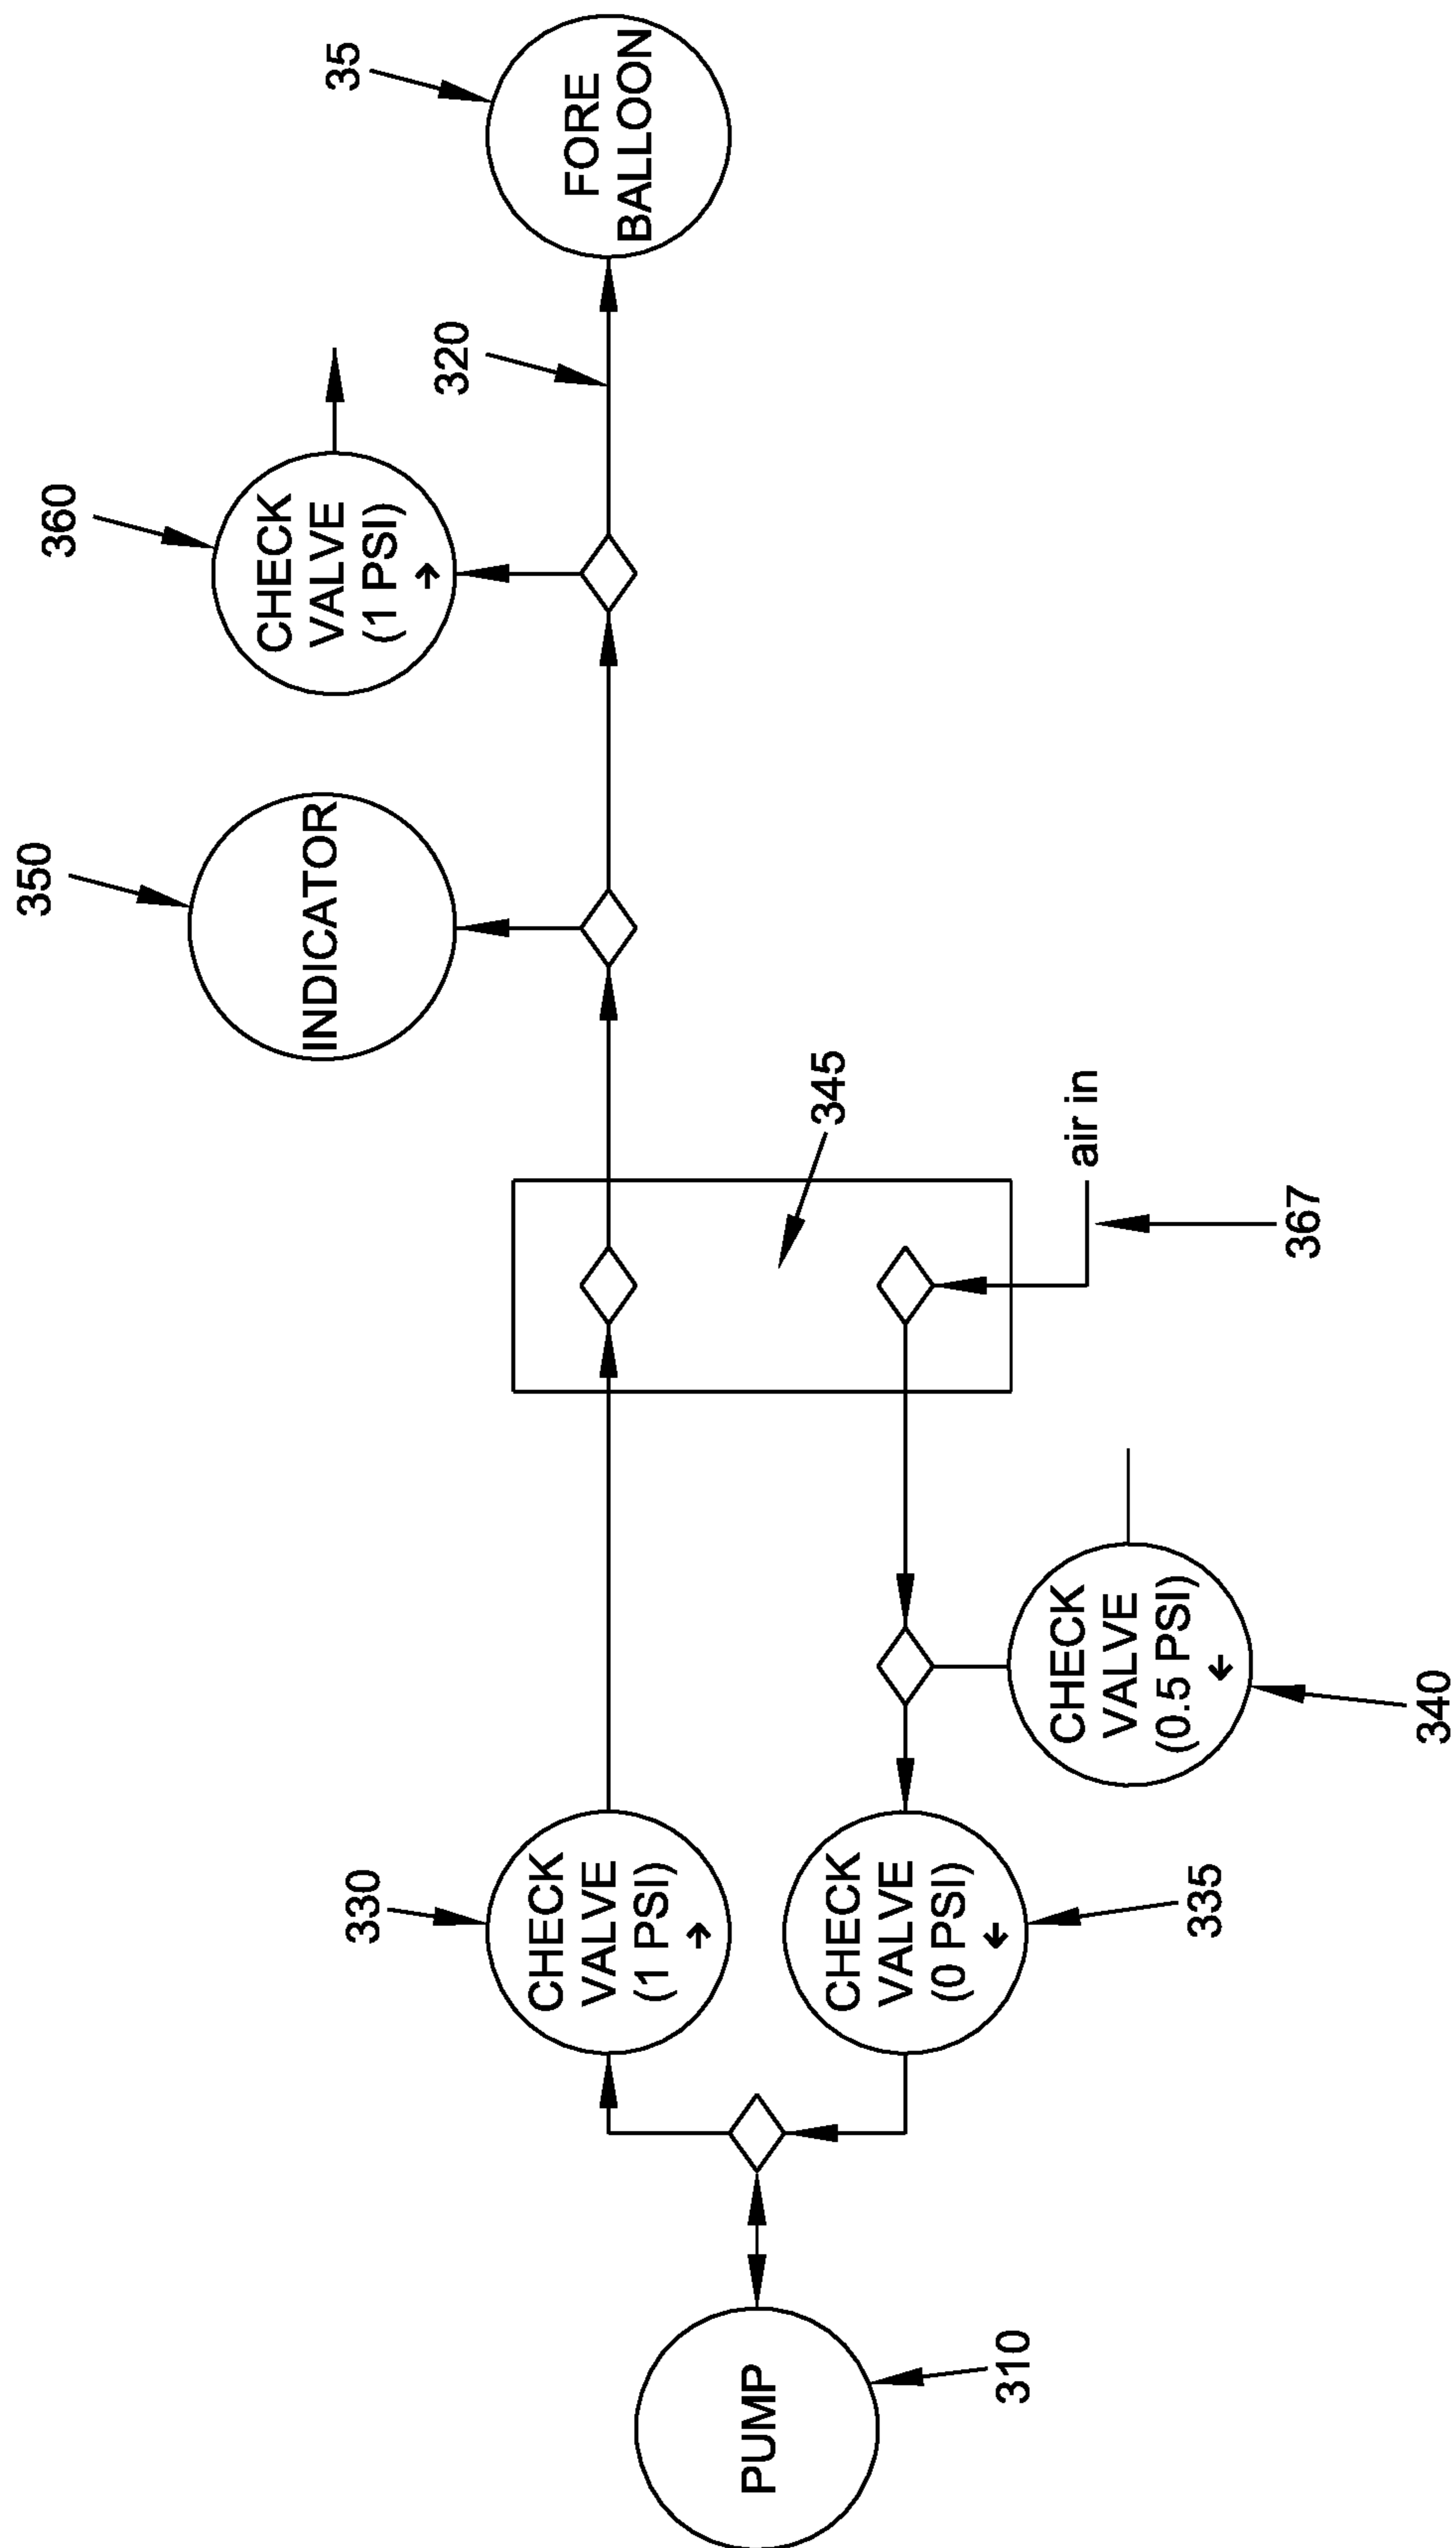 350
360
CHECK
VALVE
(1 PSI)
→
INDICATOR
35
FORE
BALLOON
320
330
CHECK
VALVE
(1 PSI)
→
PUMP
310
CHECK
VALVE
(0 PSI)
←
335
345
air in
367
CHECK
VALVE
(0.5 PSI)
←
340